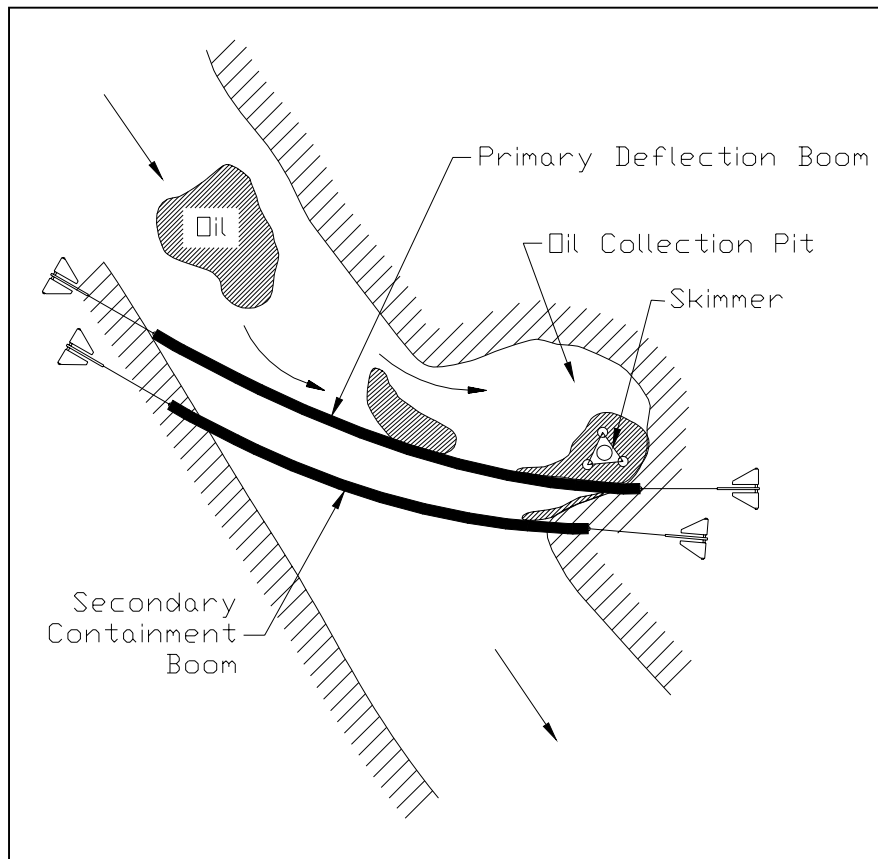 Primary Deflection Boom
Oil
Oil Collection Pit
Skimmer
Secondary
Containment
Boom